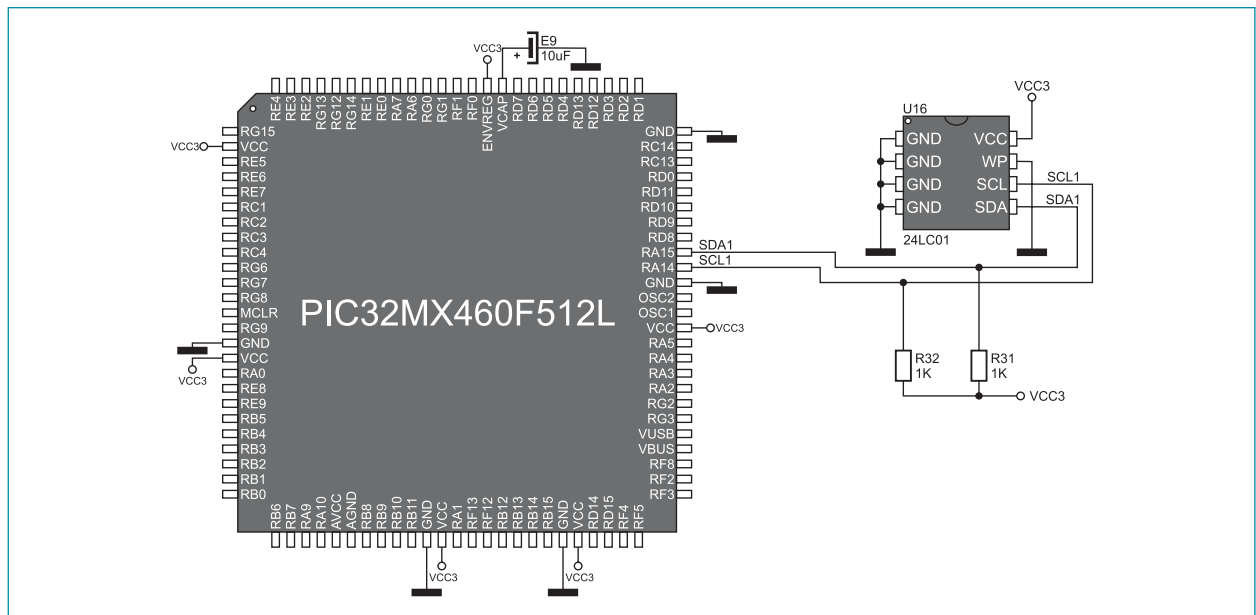 VCC3
E9
+
10uF
RE4
RE3
RE2
RG13
RG12
RG14
RE1
RE0
RA7
RA6
RG0
RG1
RF1
RF0
ENVREG
VCAP
RD7
RD6
RD5
RD4
RD13
RD12
RD3
RD2
RD1
VCC3
RG15
VCC
RE5
RE6
RE7
RC1
RC2
RC3
RC4
RG6
RG7
RG8
MCLR
RG9
GND
VCC
VCC3
RA0
RE8
RE9
RB5
RB4
RB3
RB2
RB1
RB0
PIC32MX460F512L
GND
RC14
RC13
RD0
RD11
RD10
RD9
RD8
RA15
SDA1
RA14
SCL1
GND
OSC2
OSC1
VCC
VCC3
RA5
RA4
RA3
RA2
RG2
RG3
VUSB
VBUS
RF8
RF2
RF3
RB6
RB7
RA9
RA10
AVCC
AGND
RB8
RB9
RB10
RB11
GND
VCC
RA1
RF13
RF12
RB12
RB13
RB14
RB15
GND
VCC
RD14
RD15
RF4
RF5
VCC3
VCC3
VCC3
U16
GND
VCC
GND
WP
GND
SCL
SCL1
GND
SDA
SDA1
24LC01
R32
1K
R31
1K
VCC3